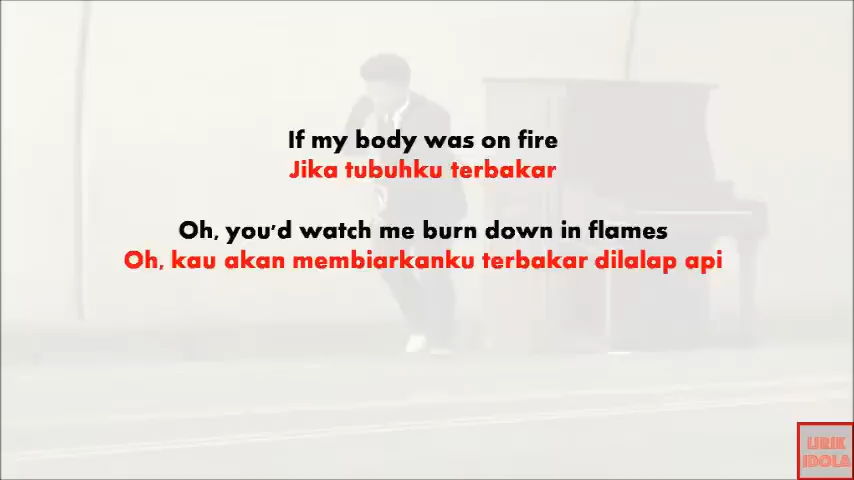 If my body was on fire
Jika tubuhku terbakar
Oh, you'd watch me burn down in flames
Oh, kau akan membiarkanku terbakar dilalap api
LIRIK
IDOLA